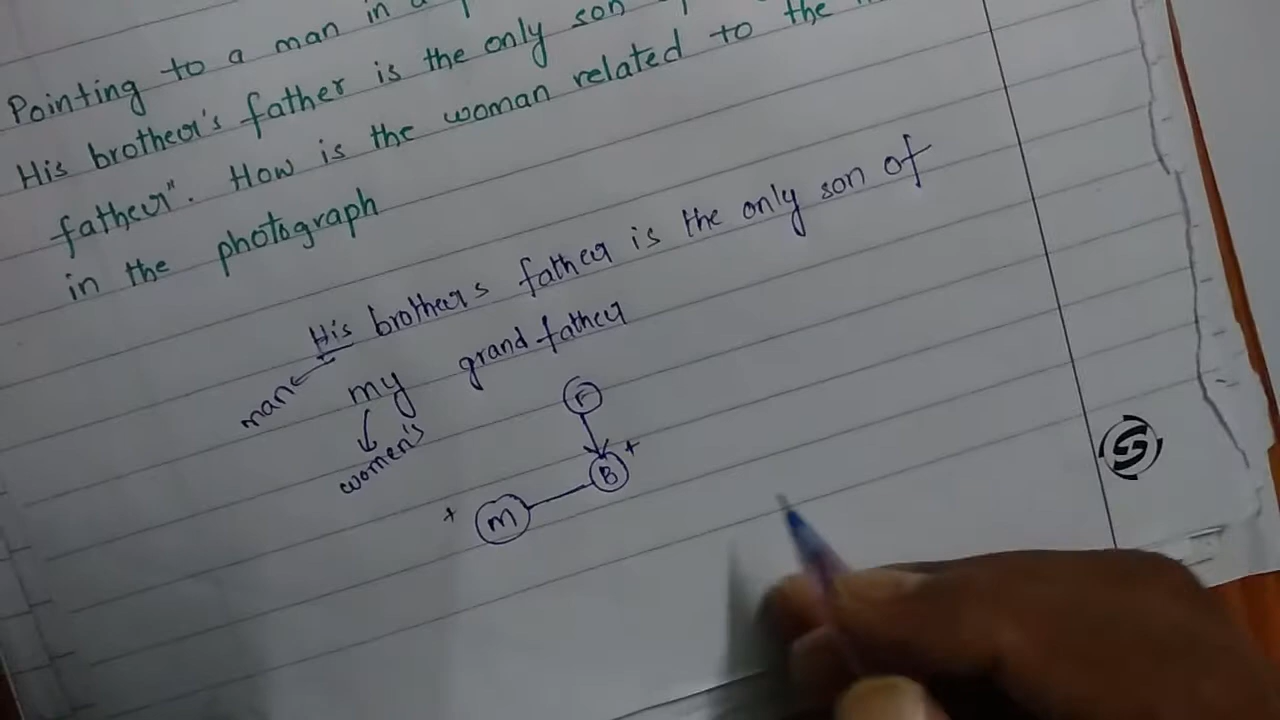 Pointing to a man in a
His brother's father is the only son
father". How is the woman related to the
in the photograph
His brothers father is the only son of
man my grand father
women's
F
B +
+ M
S